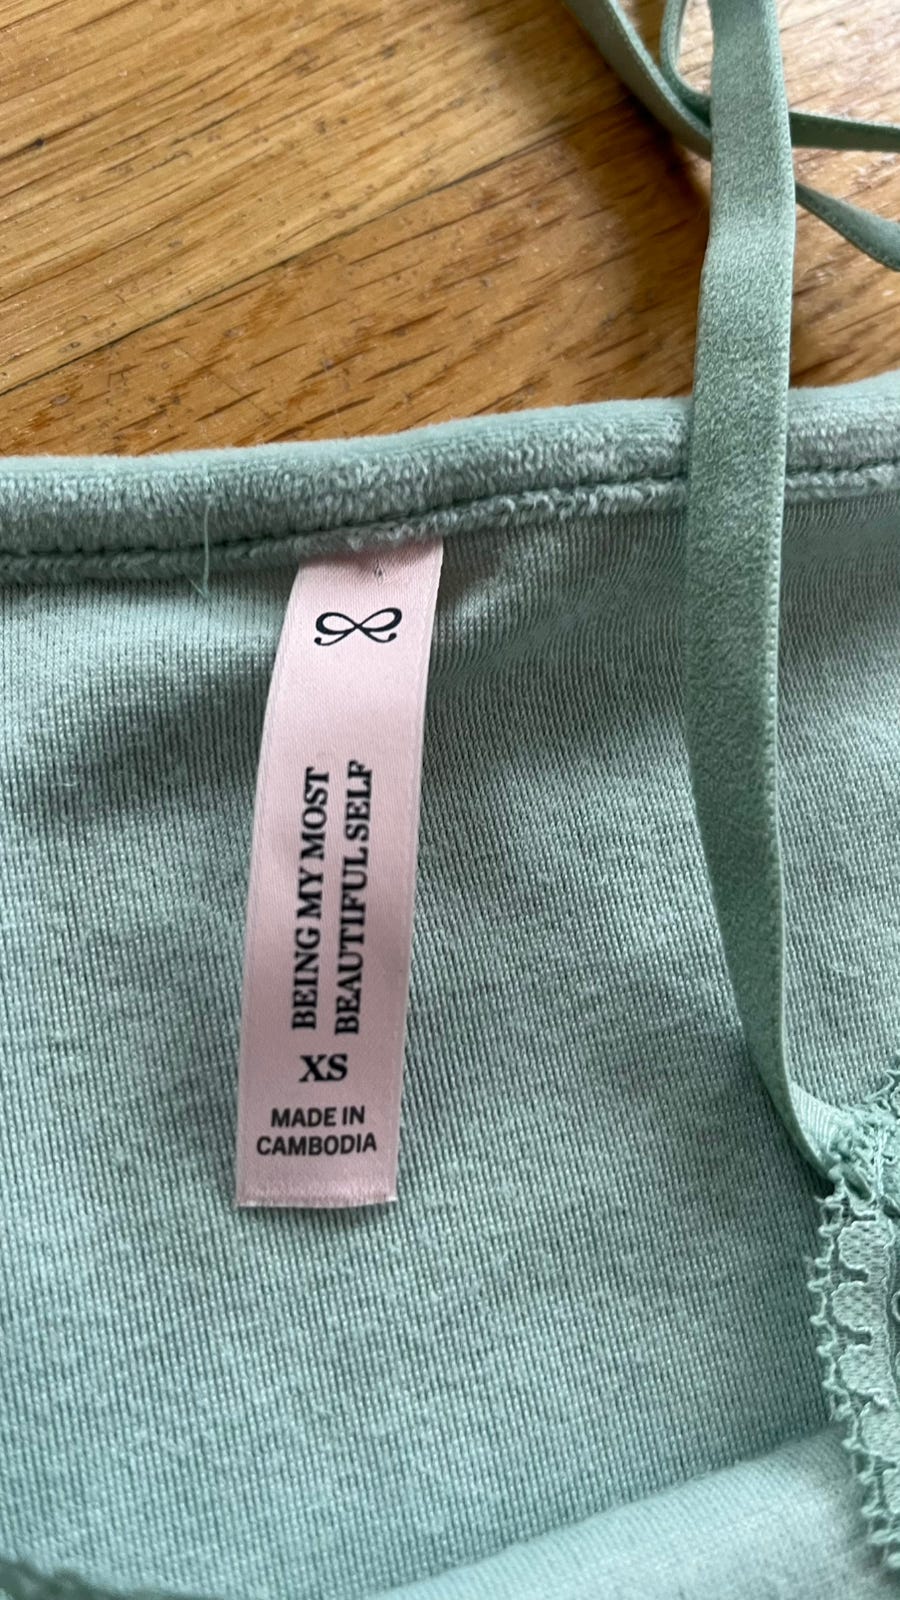 BEING MY MOST
BEAUTIFUL SELF
XS
MADE IN
CAMBODIA